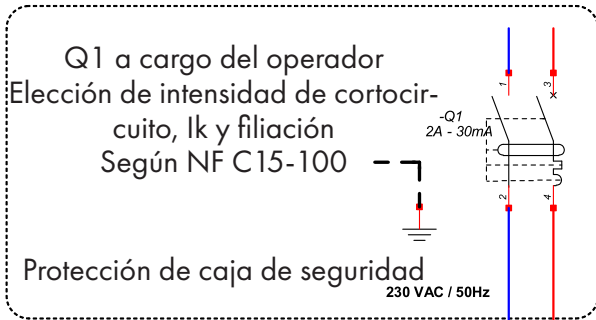 Q1 a cargo del operador
Elección de intensidad de cortocir-
cuito, Ik y filiación
Según NF C15-100
1
3
-Q1
2A - 30mA
2
4
Protección de caja de seguridad
230 VAC / 50Hz